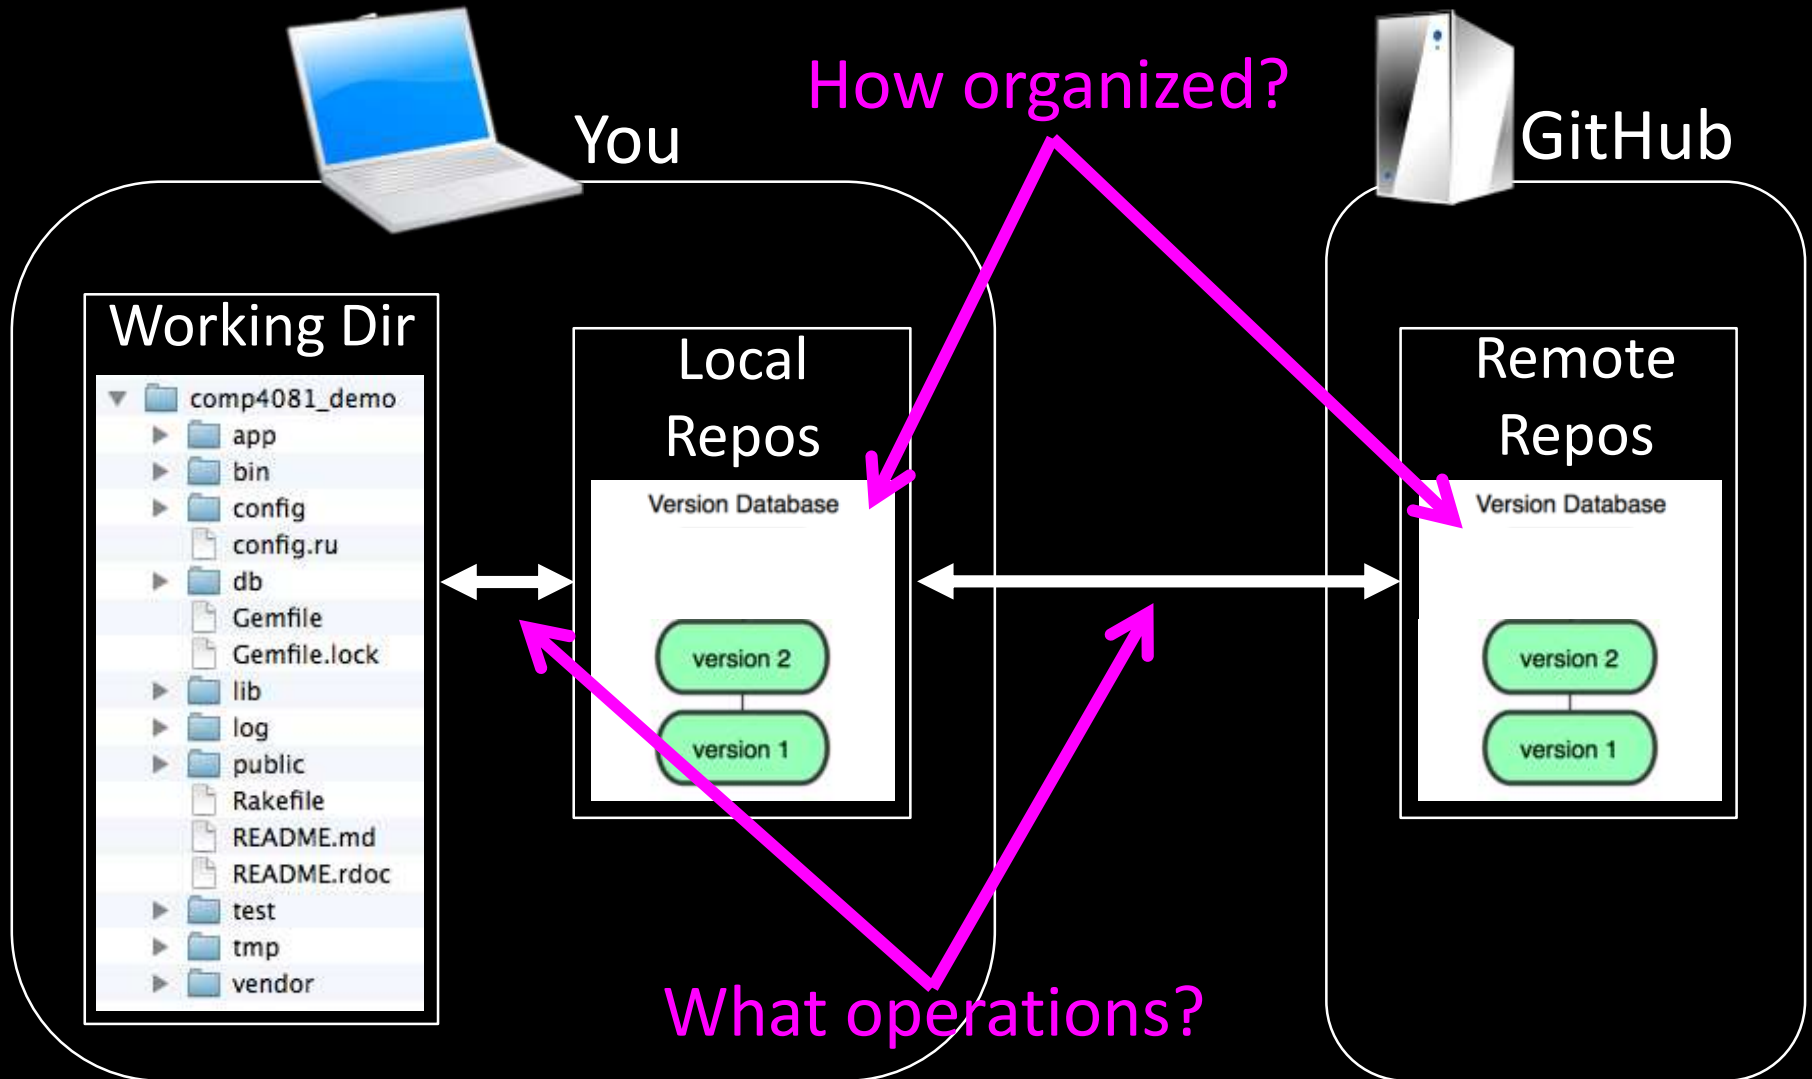 How organized?
You
GitHub
Working Dir
comp4081_demo
app
bin
config
config.ru
db
Gemfile
Gemfile.lock
lib
log
public
Rakefile
README.md
README.rdoc
test
tmp
vendor
Local
Repos
Version Database
version 2
version 1
Remote
Repos
Version Database
version 2
version 1
What operations?